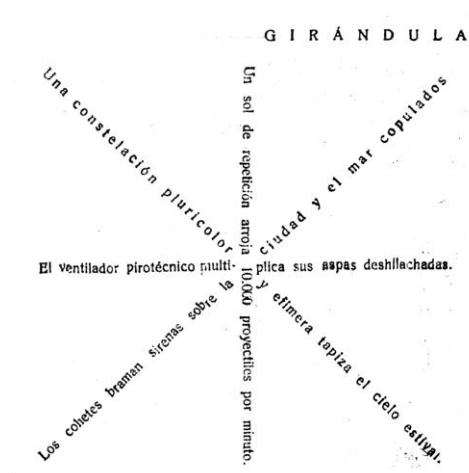 GIRÁNDULA
Una constelación pluricolor y efímera tapiza el cielo estival.
Un sol de repetición arroja 10.000 proyectiles por minuto.
Los cohetes braman sirenas sobre la ciudad y el mar copulados
El ventilador pirotécnico multi- plica sus aspas deshilachadas.